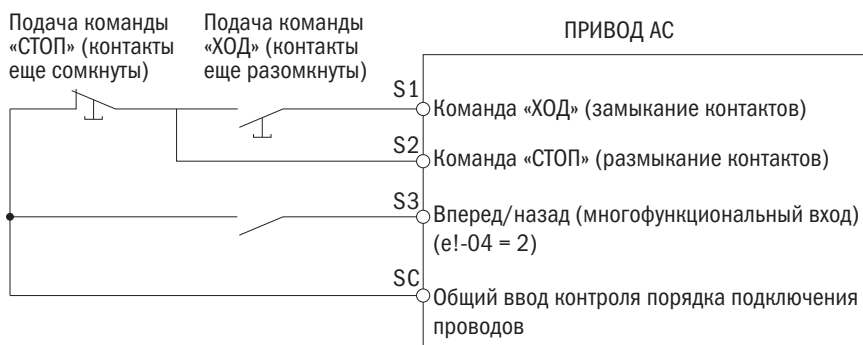 Подача команды
«СТОП» (контакты
еще сомкнуты)
Подача команды
«ХОД» (контакты
еще разомкнуты)
ПРИВОД АС
S1
Команда «ХОД» (замыкание контактов)
S2
Команда «СТОП» (размыкание контактов)
S3
Вперед/назад (многофункциональный вход)
(e!-04 = 2)
SC
Общий ввод контроля порядка подключения
проводов